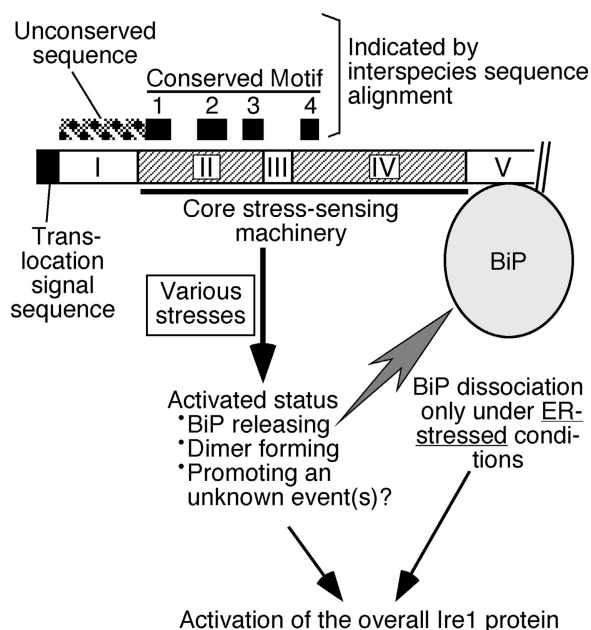 Unconserved
sequence
Conserved Motif
1 2 3 4
Indicated by
interspecies sequence
alignment
I II III IV V
Trans-
location
signal
sequence
Core stress-sensing
machinery
BiP
Various
stresses
Activated status
•BiP releasing
•Dimer forming
•Promoting an
unknown event(s)?
BiP dissociation
only under ER-
stressed condi-
tions
Activation of the overall Ire1 protein